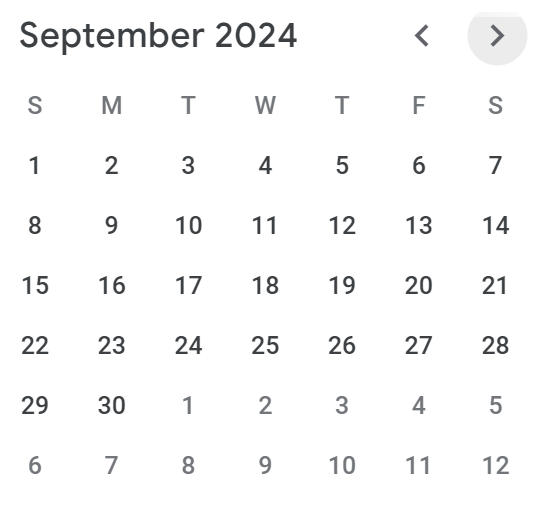 September 2024
S M T W T F S
1 2 3 4 5 6 7
8 9 10 11 12 13 14
15 16 17 18 19 20 21
22 23 24 25 26 27 28
29 30 1 2 3 4 5
6 7 8 9 10 11 12